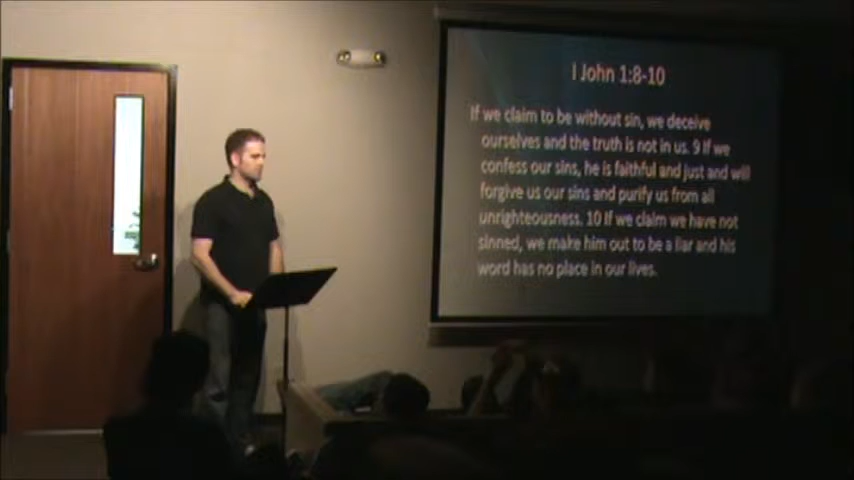 I John 1:8-10
If we claim to be without sin, we deceive
ourselves and the truth is not in us. 9 If we
confess our sins, he is faithful and just and will
forgive us our sins and purify us from all
unrighteousness. 10 If we claim we have not
sinned, we make him out to be a liar and his
word has no place in our lives.